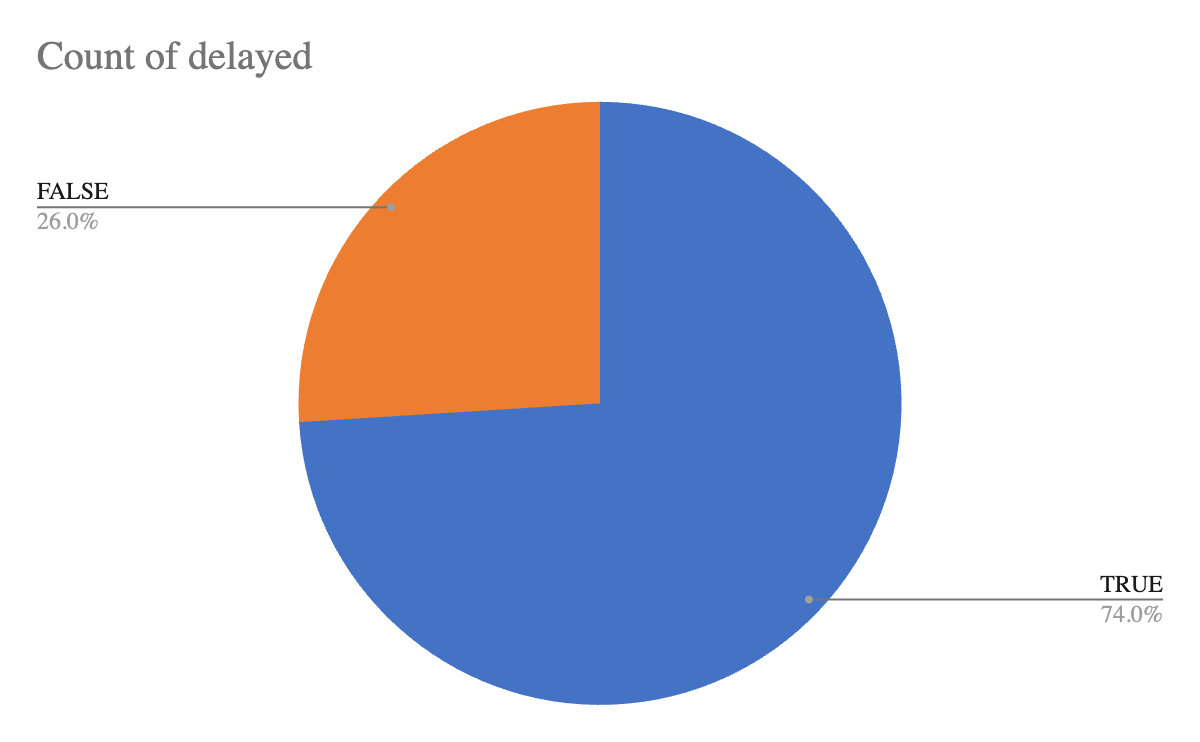 Count of delayed
FALSE
26.0%
TRUE
74.0%